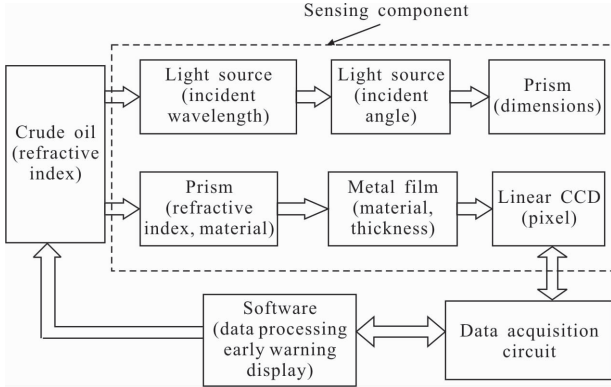 Sensing component
Crude oil
(refractive
index)
Light source
(incident
wavelength)
Light source
(incident
angle)
Prism
(dimensions)
Prism
(refractive
index, material)
Metal film
(material,
thickness)
Linear CCD
(pixel)
Software
(data processing
early warning
display)
Data acquisition
circuit